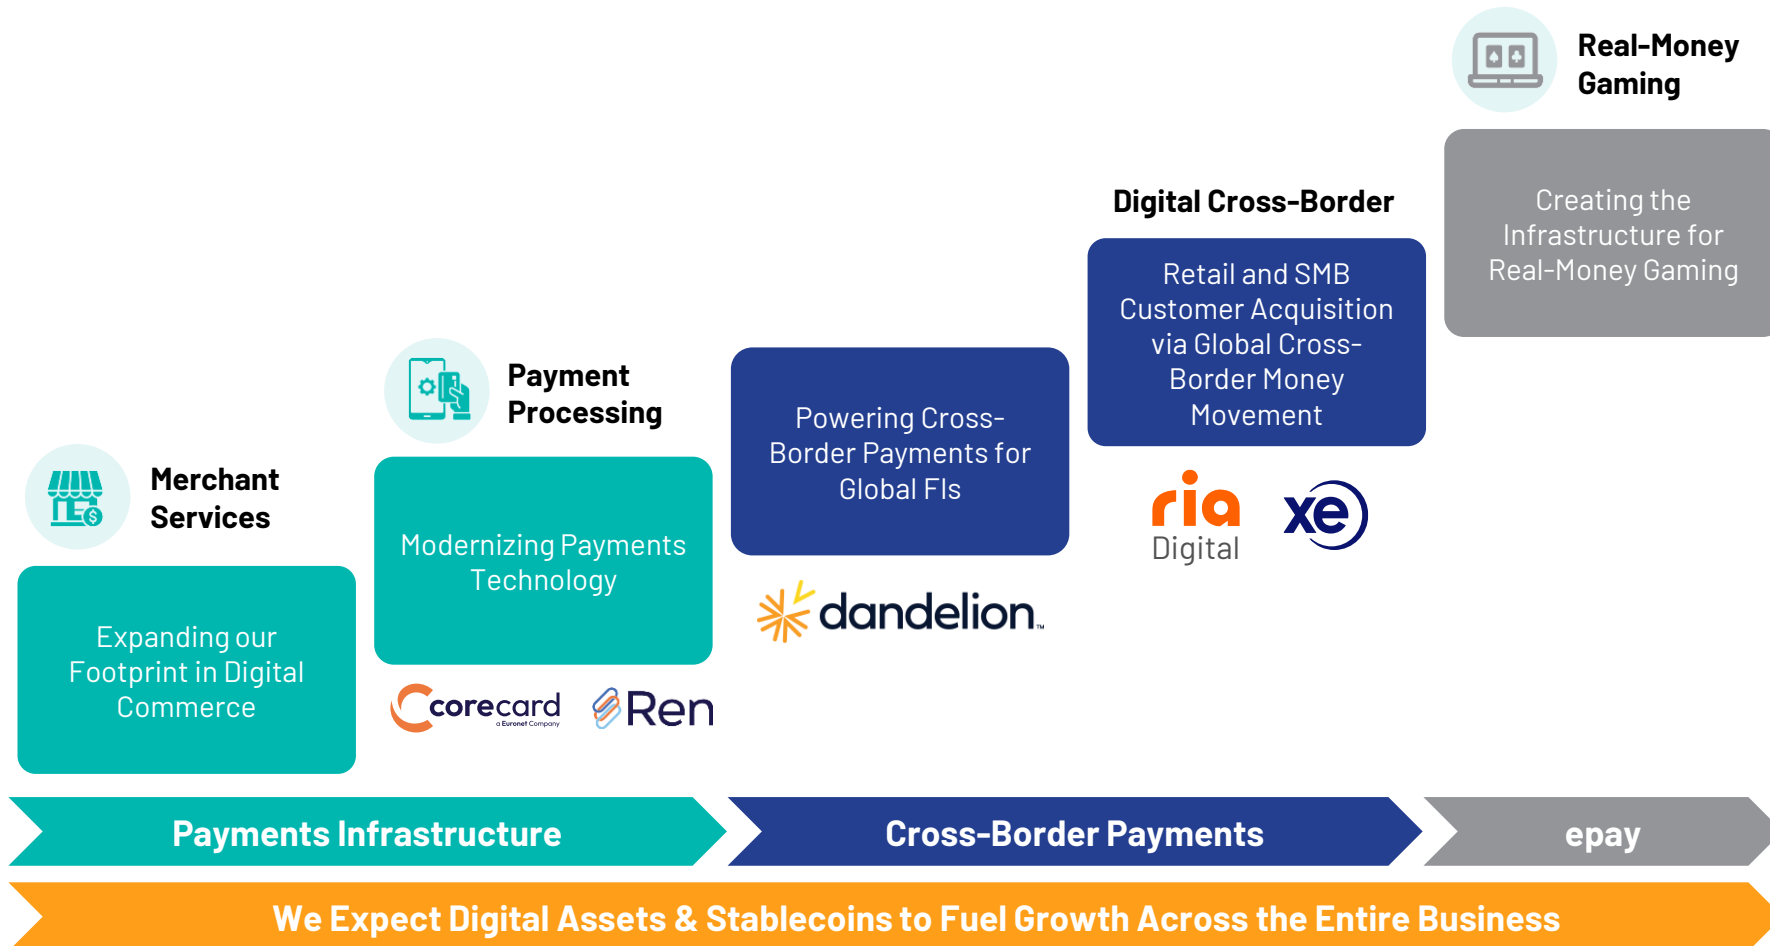 Merchant
Services
Expanding our
Footprint in Digital
Commerce
Payment
Processing
Modernizing Payments
Technology
corecard
a Euronet Company
Ren
Powering Cross-
Border Payments for
Global FIs
dandelion™
Digital Cross-Border
Retail and SMB
Customer Acquisition
via Global Cross-
Border Money
Movement
ria
Digital
xe
Real-Money
Gaming
Creating the
Infrastructure for
Real-Money Gaming
Payments Infrastructure
Cross-Border Payments
epay
We Expect Digital Assets & Stablecoins to Fuel Growth Across the Entire Business